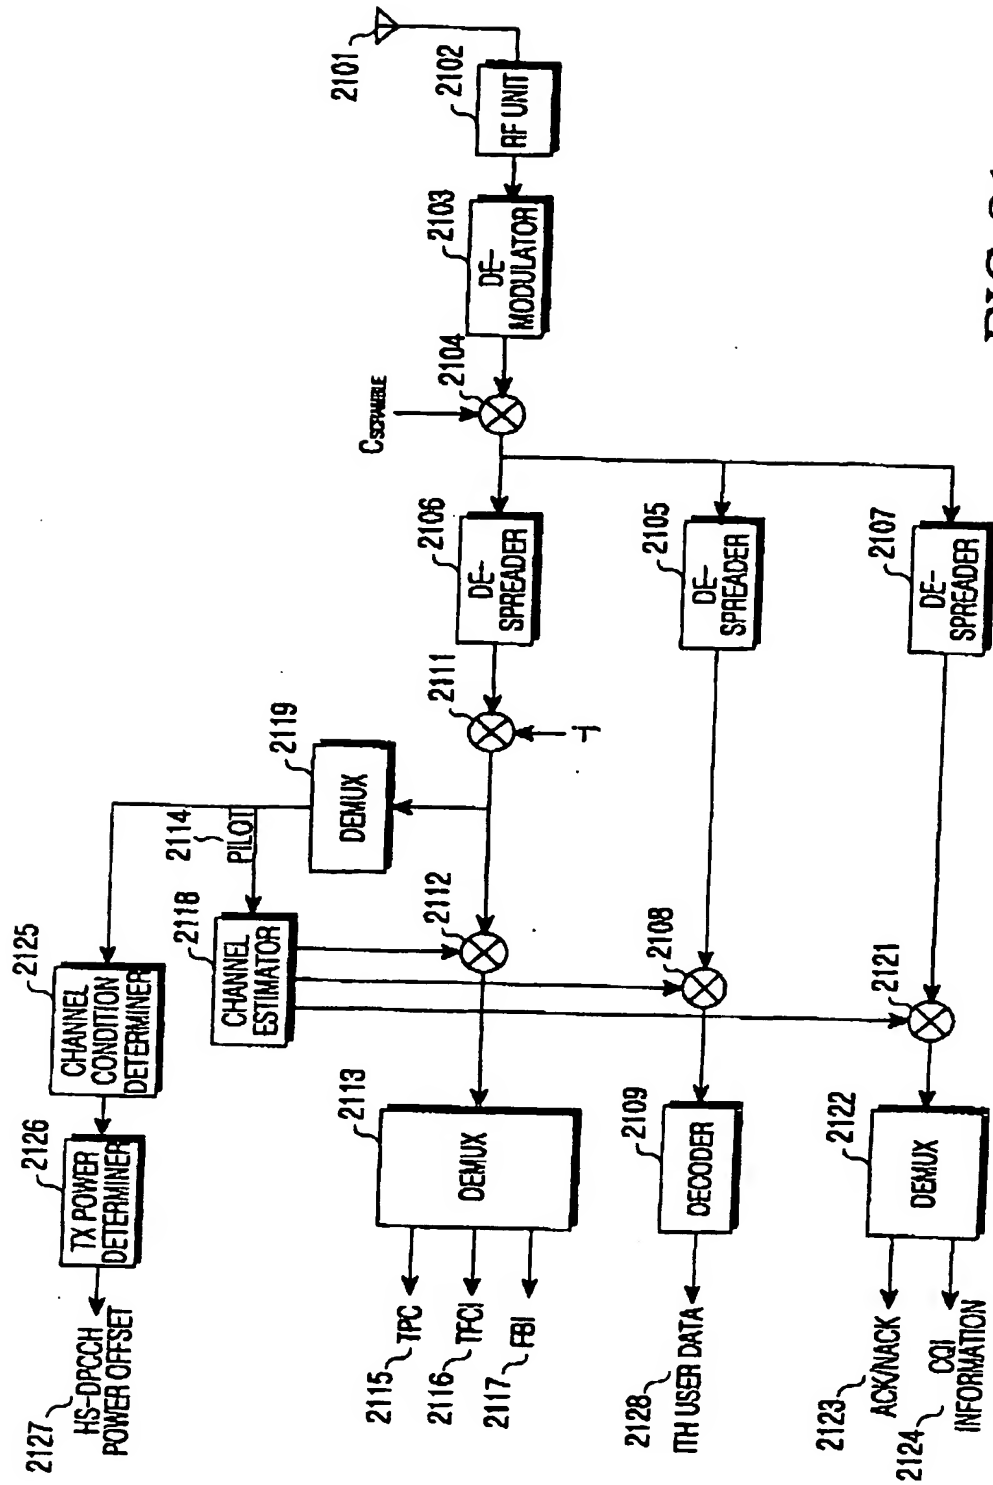 2101
2102
RF UNIT
2103
DE-
MODULATOR
2104
CSCRAMBLE
2106
DE-
SPREADER
2105
DE-
SPREADER
2107
DE-
SPREADER
2111
-j
2119
DEMUX
2114
PILOT
2118
CHANNEL
ESTIMATOR
2112
2108
2121
2125
CHANNEL
CONDITION
DETERMINER
2126
TX POWER
DETERMINER
2127
HS-DPCCH
POWER OFFSET
2113
DEMUX
2115 TPC
2116 TFCI
2117 FBI
2109
DECODER
2128
ITH USER DATA
2122
DEMUX
2123
ACK/NACK
2124
CQI
INFORMATION